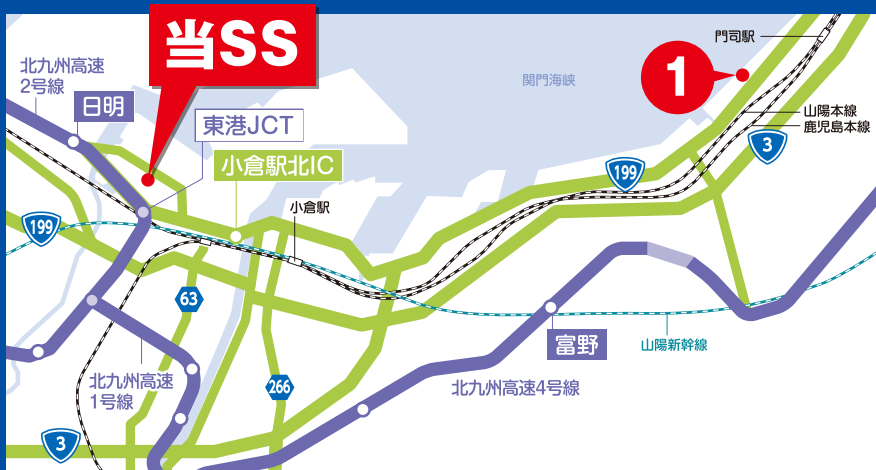 当SS
北九州高速
2号線
日明
東港JCT
小倉駅北IC
関門海峡
1
門司駅
山陽本線
鹿児島本線
3
199
199
小倉駅
63
富野
山陽新幹線
北九州高速
1号線
266
北九州高速4号線
3